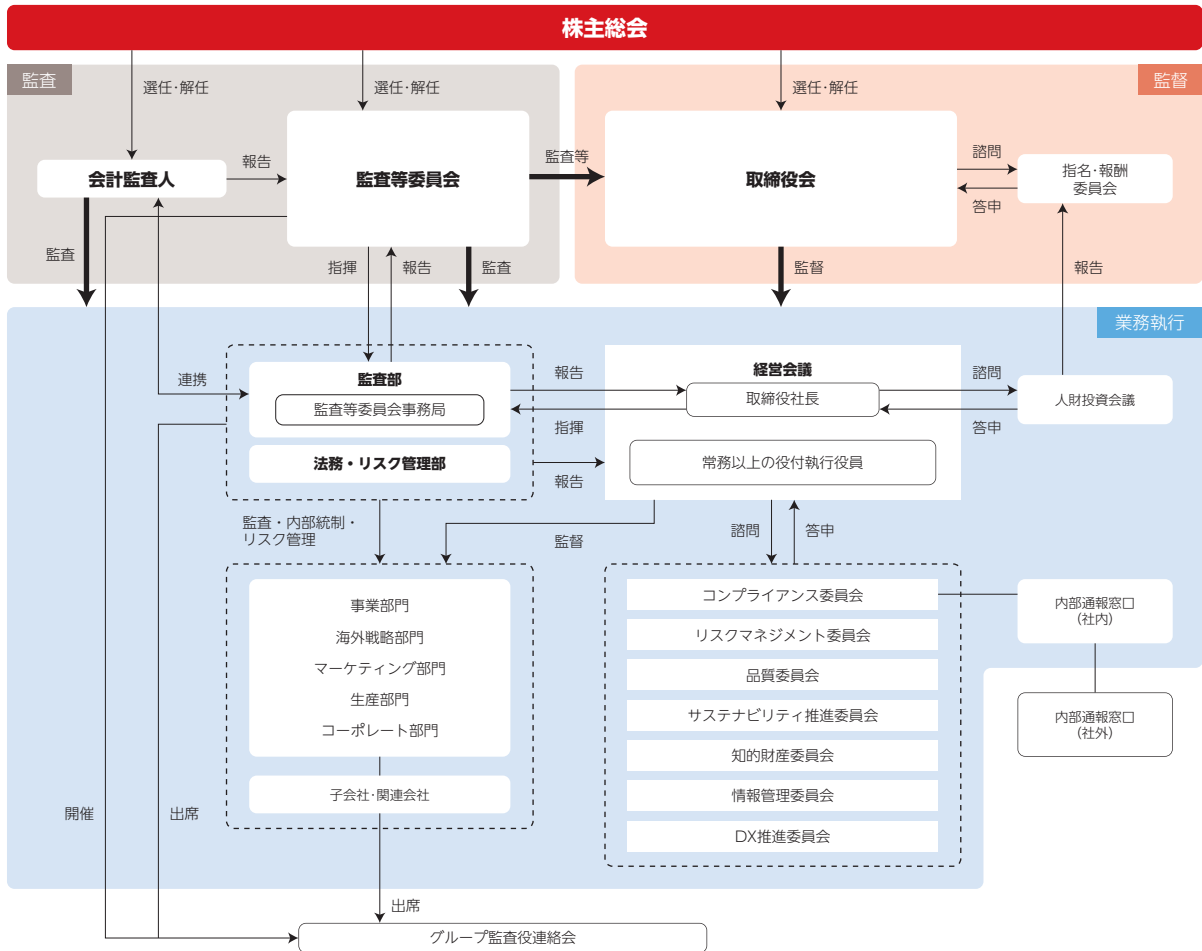 株主総会
監査
監督
選任・解任
選任・解任
選任・解任
会計監査人
報告
監査等委員会
監査等
取締役会
諮問
答申
指名・報酬
委員会
監査
指揮
報告
監査
監督
報告
業務執行
連携
監査部
監査等委員会事務局
法務・リスク管理部
報告
指揮
報告
経営会議
取締役社長
常務以上の役付執行役員
諮問
答申
人財投資会議
監査・内部統制・
リスク管理
監督
諮問
答申
事業部門
海外戦略部門
マーケティング部門
生産部門
コーポレート部門
子会社・関連会社
コンプライアンス委員会
リスクマネジメント委員会
品質委員会
サステナビリティ推進委員会
知的財産委員会
情報管理委員会
DX推進委員会
内部通報窓口
(社内)
内部通報窓口
(社外)
開催
出席
出席
グループ監査役連絡会